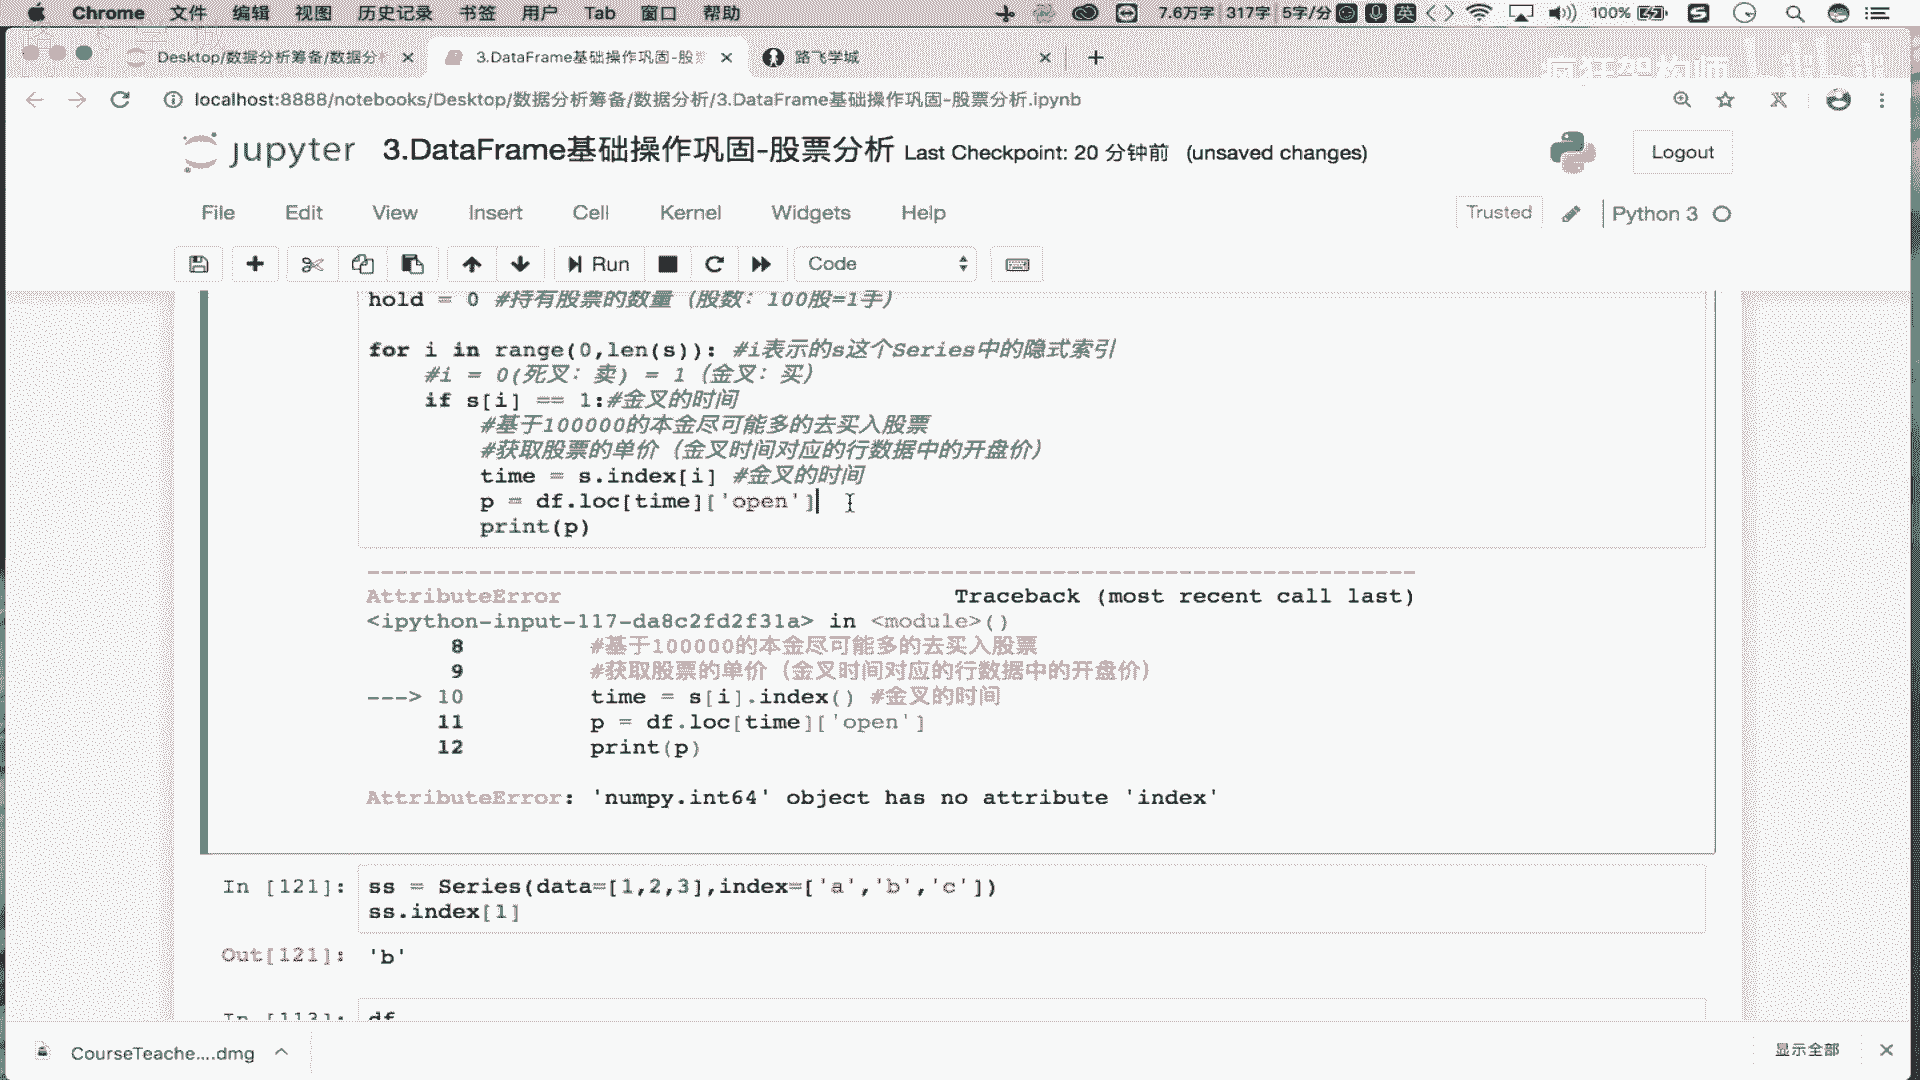 Chrome 文件 编辑 视图 历史记录 书签 用户 Tab 窗口 帮助 7.6万字 317字 5字/分 英 100%
Desktop/数据分析筹备/数据分析 3.DataFrame基础操作巩固-股票 路飞学城
疯狂架构师
localhost:8888/notebooks/Desktop/数据分析筹备/数据分析/3.DataFrame基础操作巩固-股票分析.ipynb
jupyter 3.DataFrame基础操作巩固-股票分析 Last Checkpoint: 20 分钟前 (unsaved changes) Logout
File Edit View Insert Cell Kernel Widgets Help Trusted Python 3
Run Code
hold = 0 #持有股票的数量（股数：100股=1手）
for i in range(0,len(s)): #i表示的s这个Series中的隐式索引
#i = 0(死叉：卖) = 1（金叉：买）
if s[i] == 1:#金叉的时间
#基于100000的本金尽可能多的去买入股票
#获取股票的单价（金叉时间对应的行数据中的开盘价）
time = s.index[i] #金叉的时间
p = df.loc[time]['open']
print(p)
---------------------------------------------------------------------------
AttributeError Traceback (most recent call last)
<ipython-input-117-da8c2fd2f31a> in <module>()
8 #基于100000的本金尽可能多的去买入股票
9 #获取股票的单价（金叉时间对应的行数据中的开盘价）
---> 10 time = s[i].index() #金叉的时间
11 p = df.loc[time]['open']
12 print(p)
AttributeError: 'numpy.int64' object has no attribute 'index'
In [121]: ss = Series(data=[1,2,3],index=['a','b','c'])
ss.index[1]
Out[121]: 'b'
In [113]: df
CourseTeache....dmg 显示全部